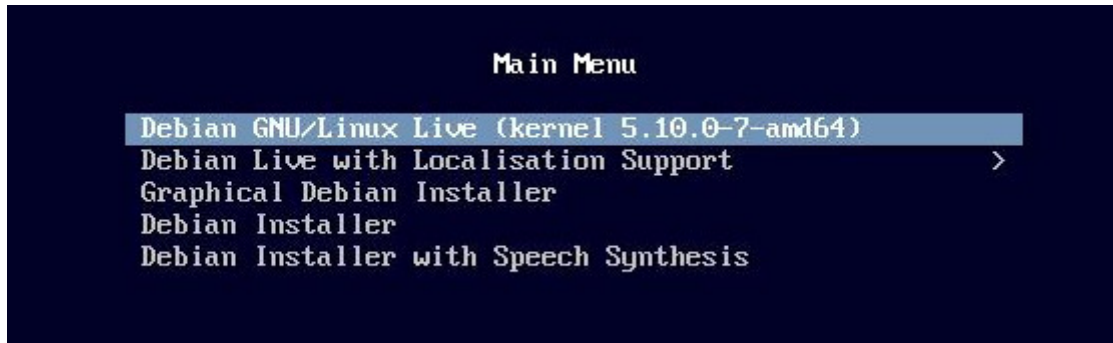 Main Menu
Debian GNU/Linux Live (kernel 5.10.0-7-amd64)
Debian Live with Localisation Support >
Graphical Debian Installer
Debian Installer
Debian Installer with Speech Synthesis